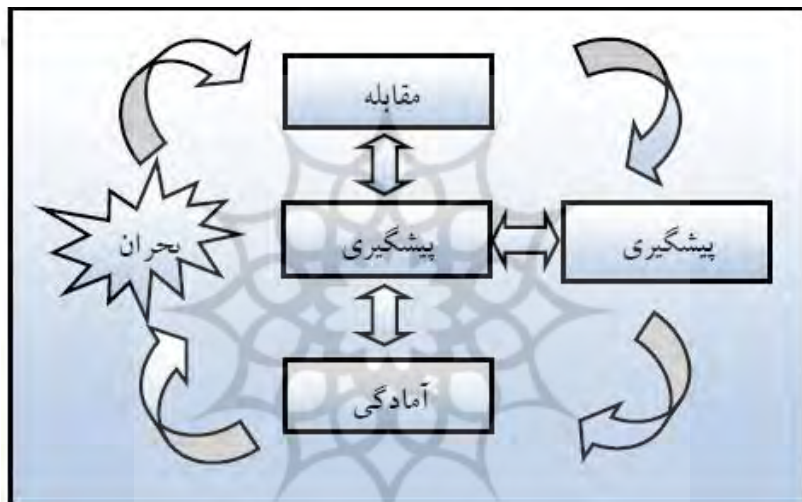 مقابله
بحران
پیشگیری
پیشگیری
آمادگی